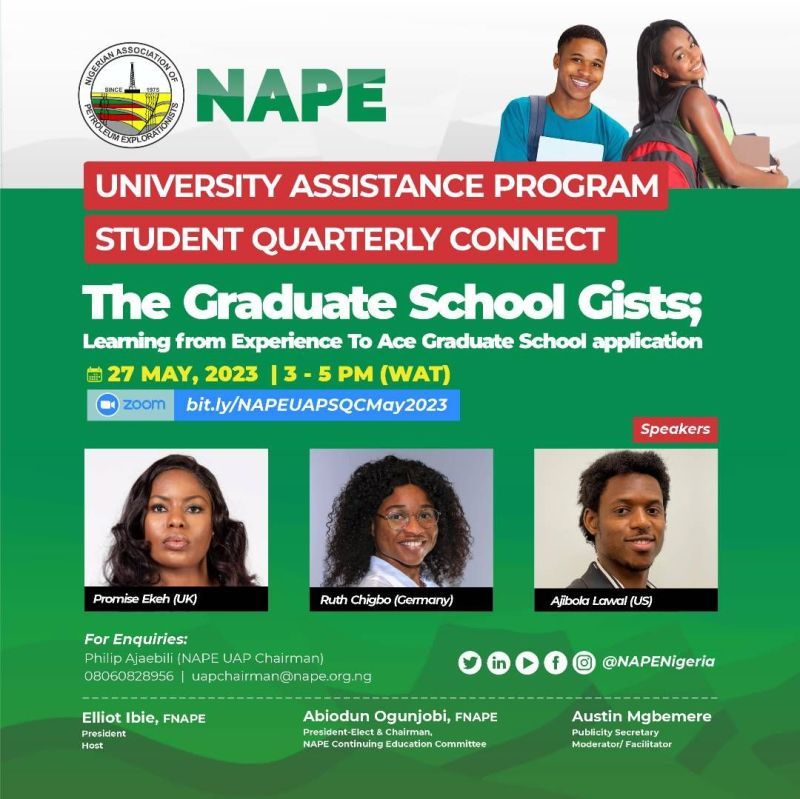 NIGERIAN ASSOCIATION OF
PETROLEUM EXPLORATIONISTS
SINCE 1975
NAPE
UNIVERSITY ASSISTANCE PROGRAM
STUDENT QUARTERLY CONNECT
The Graduate School Gists;
Learning from Experience To Ace Graduate School application
27 MAY, 2023 | 3 - 5 PM (WAT)
zoom bit.ly/NAPEUAPSQCMay2023
Speakers
Promise Ekeh (UK)
Ruth Chigbo (Germany)
Ajibola Lawal (US)
For Enquiries:
Philip Ajaebili (NAPE UAP Chairman)
08060828956 | uapchairman@nape.org.ng
@NAPENigeria
Elliot Ibie, FNAPE
President
Host
Abiodun Ogunjobi, FNAPE
President-Elect & Chairman,
NAPE Continuing Education Committee
Austin Mgbemere
Publicity Secretary
Moderator/ Facilitator